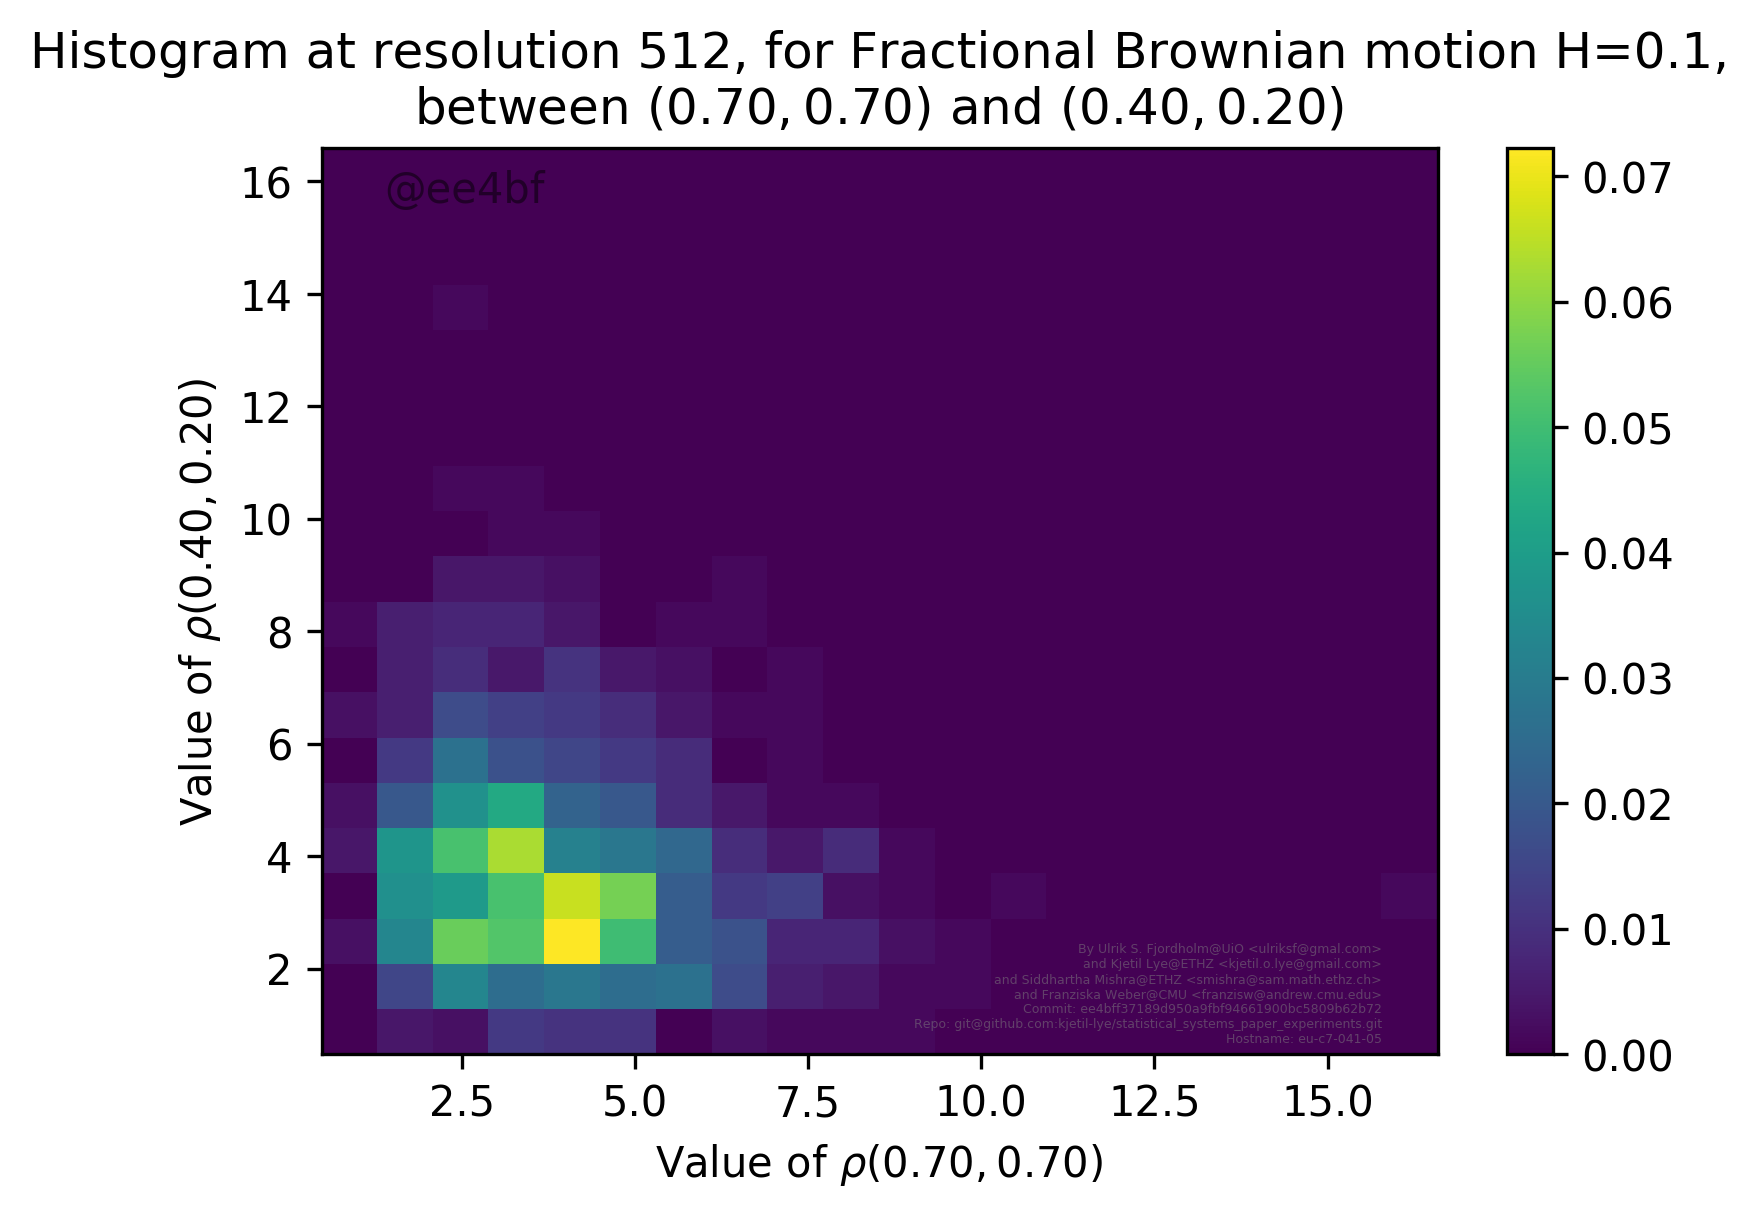 Histogram at resolution 512, for Fractional Brownian motion H=0.1,
between (0.70, 0.70) and (0.40, 0.20)
@ee4bf
16
14
12
10
8
6
4
2
Value of ρ(0.40, 0.20)
2.5 5.0 7.5 10.0 12.5 15.0
Value of ρ(0.70, 0.70)
0.07
0.06
0.05
0.04
0.03
0.02
0.01
0.00
By Ulrik S. Fjordholm@UiO <ulriksf@gmal.com>
and Kjetil Lye@ETHZ <kjetil.o.lye@gmail.com>
and Siddhartha Mishra@ETHZ <smishra@sam.math.ethz.ch>
and Franziska Weber@CMU <franzisw@andrew.cmu.edu>
Commit: ee4bff37189d950a9fbf94661900bc5809b62b72
Repo: git@github.com:kjetil-lye/statistical_systems_paper_experiments.git
Hostname: eu-c7-041-05